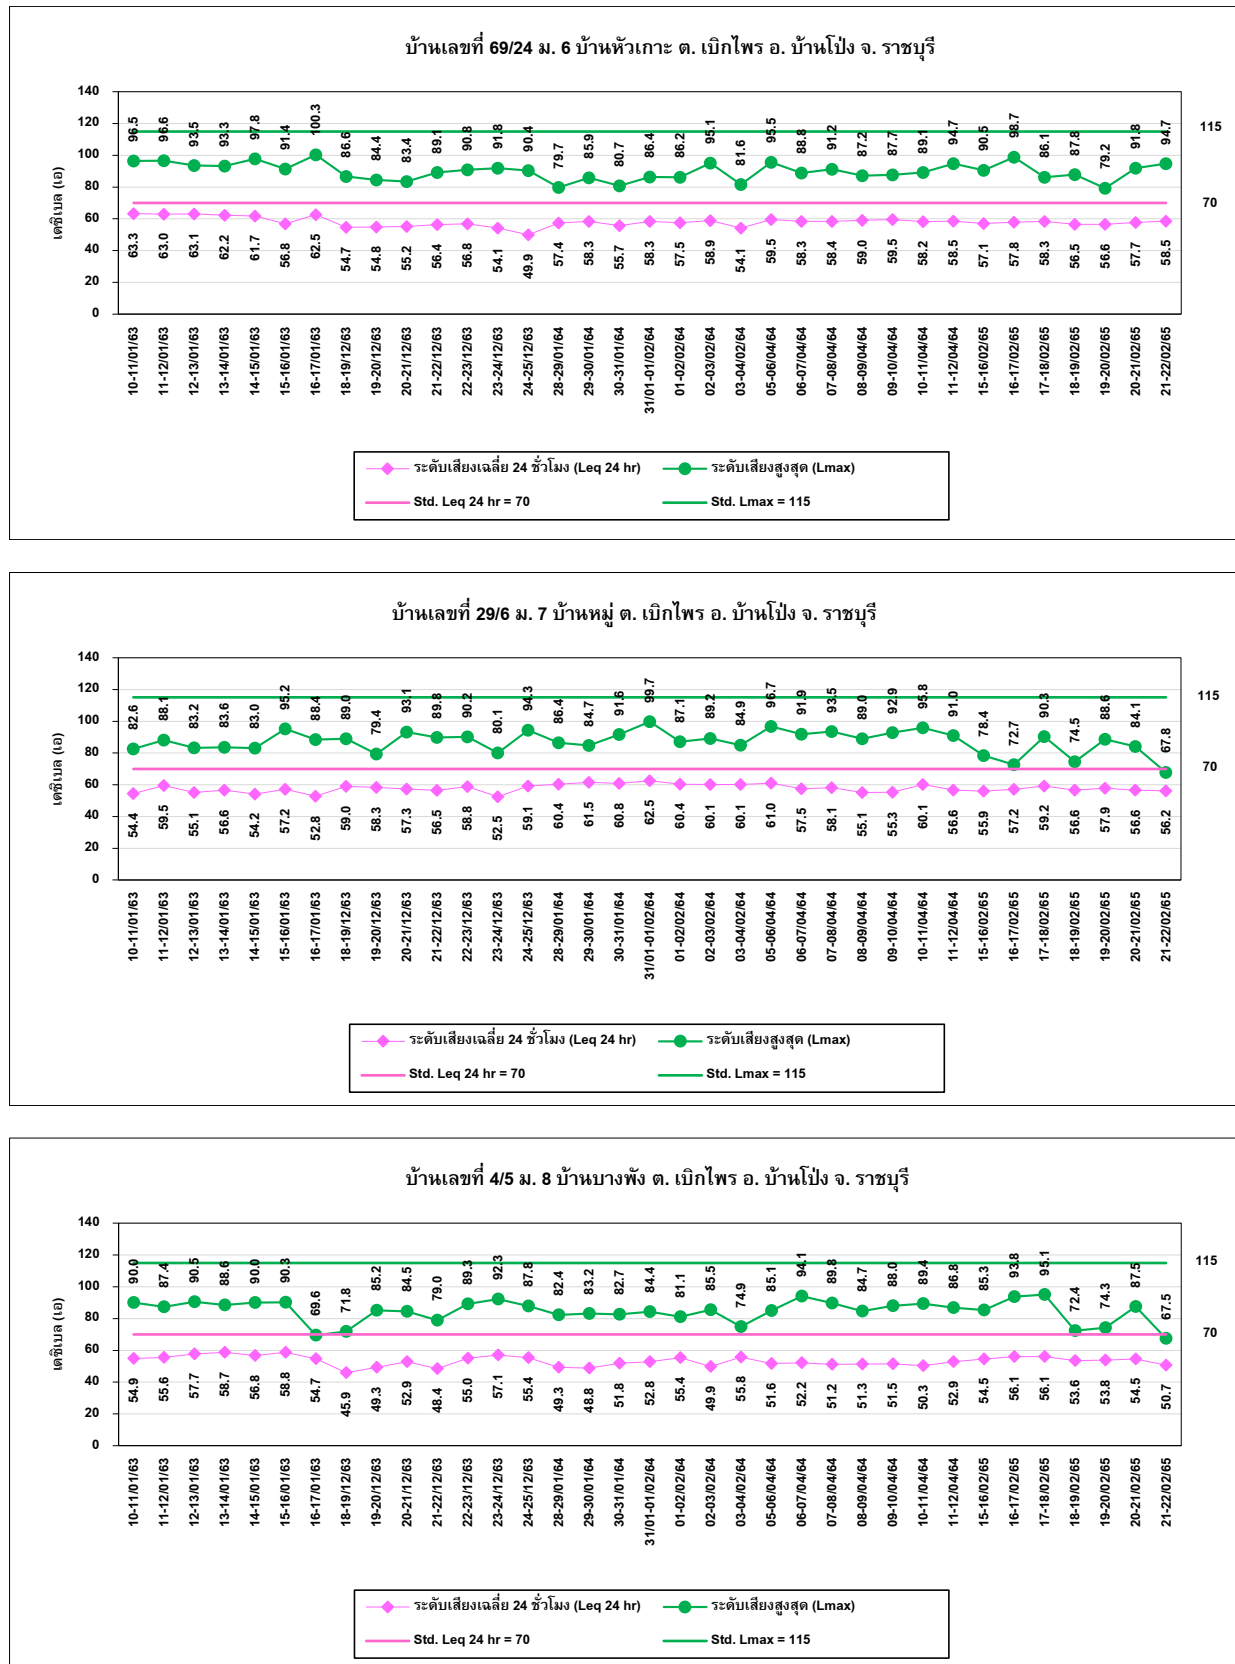 บ้านเลขที่ 69/24 ม. 6 บ้านหัวเกาะ ต. เบิกไพร อ. บ้านโป่ง จ. ราชบุรี
เดซิเบล (เอ)
140
120
100
80
60
40
20
0
96.5 96.6 93.5 93.3 97.8 91.4 100.3 86.6 84.4 83.4 89.1 90.8 91.8 90.4 79.7 85.9 80.7 86.4 86.2 95.1 81.6 95.5 88.8 91.2 87.2 87.7 89.1 94.7 90.5 98.7 86.1 87.8 79.2 91.8 94.7
115
70
63.3 63.0 63.1 62.2 61.7 56.8 62.5 54.7 54.8 55.2 56.4 56.8 54.1 49.9 57.4 58.3 55.7 58.3 57.5 58.9 54.1 59.5 58.3 58.4 59.0 59.5 58.2 58.5 57.1 57.8 58.3 56.5 56.6 57.7 58.5
10-11/01/63 11-12/01/63 12-13/01/63 13-14/01/63 14-15/01/63 15-16/01/63 16-17/01/63 18-19/12/63 19-20/12/63 20-21/12/63 21-22/12/63 22-23/12/63 23-24/12/63 24-25/12/63 28-29/01/64 29-30/01/64 30-31/01/64 31/01-01/02/64 01-02/02/64 02-03/02/64 03-04/02/64 05-06/04/64 06-07/04/64 07-08/04/64 08-09/04/64 09-10/04/64 10-11/04/64 11-12/04/64 15-16/02/65 16-17/02/65 17-18/02/65 18-19/02/65 19-20/02/65 20-21/02/65 21-22/02/65
ระดับเสียงเฉลี่ย 24 ชั่วโมง (Leq 24 hr) ระดับเสียงสูงสุด (Lmax)
Std. Leq 24 hr = 70 Std. Lmax = 115
บ้านเลขที่ 29/6 ม. 7 บ้านหมู่ ต. เบิกไพร อ. บ้านโป่ง จ. ราชบุรี
เดซิเบล (เอ)
140
120
100
80
60
40
20
0
82.6 88.1 83.2 83.6 83.0 95.2 88.4 89.0 79.4 93.1 89.8 90.2 80.1 94.3 86.4 84.7 91.6 99.7 87.1 89.2 84.9 96.7 91.9 93.5 89.0 92.9 95.8 91.0 78.4 72.7 90.3 74.5 88.6 84.1 67.8
115
70
54.4 59.5 55.1 56.6 54.2 57.2 52.8 59.0 58.3 57.3 56.5 58.8 52.5 59.1 60.4 61.5 60.8 62.5 60.4 60.1 60.1 61.0 57.5 58.1 55.1 55.3 60.1 56.6 55.9 57.2 59.2 56.6 57.9 56.6 56.2
10-11/01/63 11-12/01/63 12-13/01/63 13-14/01/63 14-15/01/63 15-16/01/63 16-17/01/63 18-19/12/63 19-20/12/63 20-21/12/63 21-22/12/63 22-23/12/63 23-24/12/63 24-25/12/63 28-29/01/64 29-30/01/64 30-31/01/64 31/01-01/02/64 01-02/02/64 02-03/02/64 03-04/02/64 05-06/04/64 06-07/04/64 07-08/04/64 08-09/04/64 09-10/04/64 10-11/04/64 11-12/04/64 15-16/02/65 16-17/02/65 17-18/02/65 18-19/02/65 19-20/02/65 20-21/02/65 21-22/02/65
ระดับเสียงเฉลี่ย 24 ชั่วโมง (Leq 24 hr) ระดับเสียงสูงสุด (Lmax)
Std. Leq 24 hr = 70 Std. Lmax = 115
บ้านเลขที่ 4/5 ม. 8 บ้านบางพัง ต. เบิกไพร อ. บ้านโป่ง จ. ราชบุรี
เดซิเบล (เอ)
140
120
100
80
60
40
20
0
90.0 87.4 90.5 88.6 90.0 90.3 69.6 71.8 85.2 84.5 79.0 89.3 92.3 87.8 82.4 83.2 82.7 84.4 81.1 85.5 74.9 85.1 94.1 89.8 84.7 88.0 89.4 86.8 85.3 93.8 95.1 72.4 74.3 87.5 67.5
115
70
54.9 55.6 57.7 58.7 56.8 58.8 54.7 45.9 49.3 52.9 48.4 55.0 57.1 55.4 49.3 48.8 51.8 52.8 55.4 49.9 55.8 51.6 52.2 51.2 51.3 51.5 50.3 52.9 54.5 56.1 56.1 53.6 53.8 54.5 50.7
10-11/01/63 11-12/01/63 12-13/01/63 13-14/01/63 14-15/01/63 15-16/01/63 16-17/01/63 18-19/12/63 19-20/12/63 20-21/12/63 21-22/12/63 22-23/12/63 23-24/12/63 24-25/12/63 28-29/01/64 29-30/01/64 30-31/01/64 31/01-01/02/64 01-02/02/64 02-03/02/64 03-04/02/64 05-06/04/64 06-07/04/64 07-08/04/64 08-09/04/64 09-10/04/64 10-11/04/64 11-12/04/64 15-16/02/65 16-17/02/65 17-18/02/65 18-19/02/65 19-20/02/65 20-21/02/65 21-22/02/65
ระดับเสียงเฉลี่ย 24 ชั่วโมง (Leq 24 hr) ระดับเสียงสูงสุด (Lmax)
Std. Leq 24 hr = 70 Std. Lmax = 115